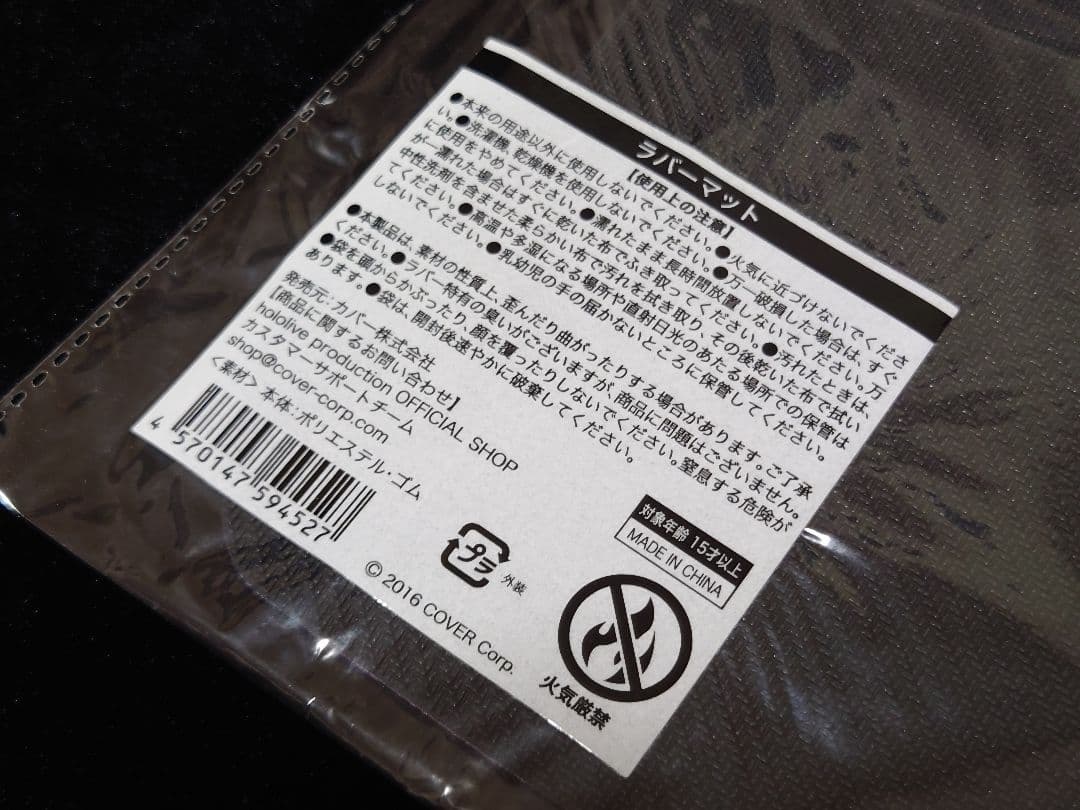 ラバーマット
【使用上の注意】
●本来の用途以外に使用しないでください。●火気に近づけないでくださ
い。●洗濯機、乾燥機を使用しないでください。●万一破損した場合は、すぐ
に使用をやめてください。●濡れたまま長時間放置しないでください。万
が一濡れた場合はすぐに乾いた布でふき取ってください。●汚れたときは、
中性洗剤を含ませた柔らかい布で汚れを拭き取り、その後乾いた布で拭い
てください。●高温や多湿になる場所や直射日光のあたる場所での保管は
しないでください。●乳幼児の手の届かないところに保管してください。
●本製品は、素材の性質上、歪んだり曲がったりする場合があります。ご了承
ください。●ラバー特有の臭いがございますが、商品に問題はございません。
●袋を頭からかぶったり、顔を覆ったりしないでください。窒息する危険が
あります。●袋は、開封後速やかに破棄してください。
発売元:カバー株式会社
【商品に関するお問い合わせ】
hololive production OFFICIAL SHOP
カスタマーサポートチーム
shop@cover-corp.com
〈素材〉本体:ポリエステル・ゴム
4 570147 594527
プラ 外装
© 2016 COVER Corp.
対象年齢 15才以上
MADE IN CHINA
火気厳禁